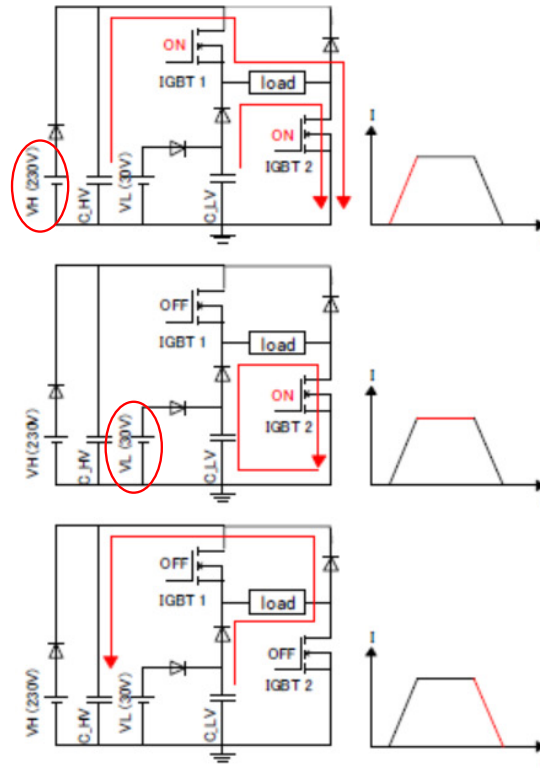 ON
IGBT 1
load
ON
IGBT 2
VH (230V)
C_HV
VL (30V)
C_LV
I
OFF
IGBT 1
load
ON
IGBT 2
VH (230V)
C_HV
VL (30V)
C_LV
I
OFF
IGBT 1
load
OFF
IGBT 2
VH (230V)
C_HV
VL (30V)
C_LV
I